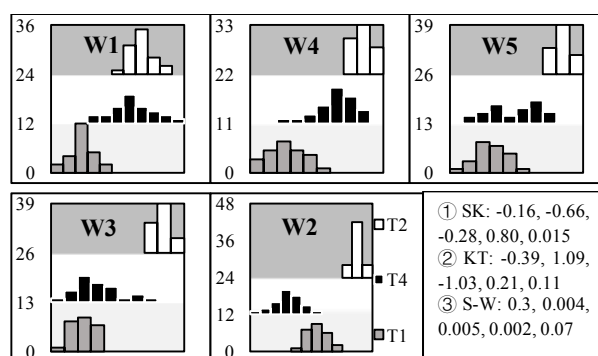 36
24
12
0
W1
33
22
11
0
W4
39
26
13
0
W5
39
26
13
0
W3
48
36
24
12
0
W2
T2
T4
T1
① SK: -0.16, -0.66,
-0.28, 0.80, 0.015
② KT: -0.39, 1.09,
-1.03, 0.21, 0.11
③ S-W: 0.3, 0.004,
0.005, 0.002, 0.07